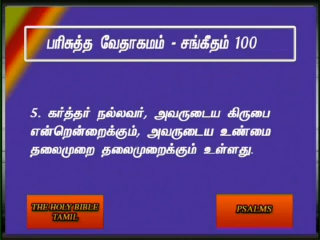 பரிசுத்த வேதாகமம் - சங்கீதம் 100
5. கர்த்தர் நல்லவர், அவருடைய கிருபை
என்றென்றைக்கும், அவருடைய உண்மை
தலைமுறை தலைமுறைக்கும் உள்ளது.
THE HOLY BIBLE
TAMIL
PSALMS